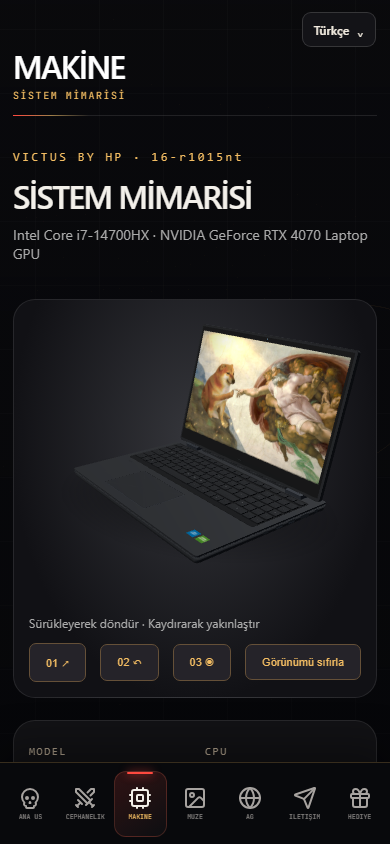 Türkçe
MAKİNE
SİSTEM MİMARİSİ
VICTUS BY HP · 16-r1015nt
SİSTEM MİMARİSİ
Intel Core i7-14700HX · NVIDIA GeForce RTX 4070 Laptop
GPU
Sürükleyerek döndür · Kaydırarak yakınlaştır
01 ↗ 02 ↶ 03 ◉ Görünümü sıfırla
MODEL CPU
ANA US CEPHANELIK MAKINE MUZE AG ILETIŞIM HEDIYE